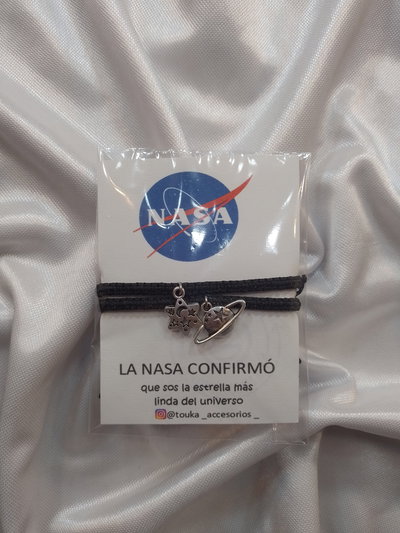 NASA
LA NASA CONFIRMÓ
que sos la estrella más
linda del universo
@touka _accesorios _